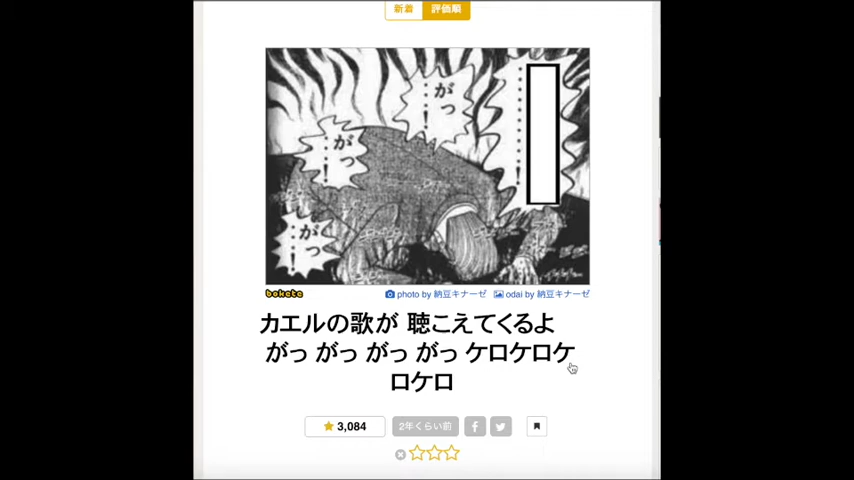 新着 評価順
がっ…!
がっ…!
がっ…!
…………!
bokete
photo by 納豆キナーゼ odai by 納豆キナーゼ
カエルの歌が 聴こえてくるよ
がっ がっ がっ がっ ケロケロケ
ロケロ
3,084 2年くらい前